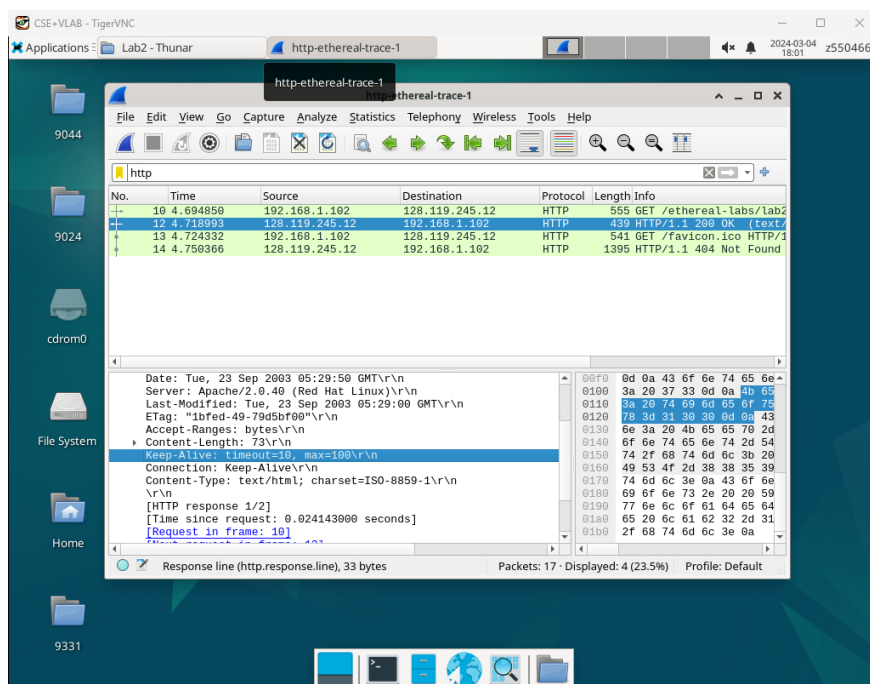 CSE+VLAB - TigerVNC
Applications Lab2 - Thunar http-ethereal-trace-1 2024-03-04 18:01 z550466
http-ethereal-trace-1
http-ethereal-trace-1
File Edit View Go Capture Analyze Statistics Telephony Wireless Tools Help
http
No. Time Source Destination Protocol Length Info
10 4.694850 192.168.1.102 128.119.245.12 HTTP 555 GET /ethereal-labs/lab2
12 4.718993 128.119.245.12 192.168.1.102 HTTP 439 HTTP/1.1 200 OK (text/
13 4.724332 192.168.1.102 128.119.245.12 HTTP 541 GET /favicon.ico HTTP/1
14 4.750366 128.119.245.12 192.168.1.102 HTTP 1395 HTTP/1.1 404 Not Found
Date: Tue, 23 Sep 2003 05:29:50 GMT\r\n
Server: Apache/2.0.40 (Red Hat Linux)\r\n
Last-Modified: Tue, 23 Sep 2003 05:29:00 GMT\r\n
ETag: "1bfed-49-79d5bf00"\r\n
Accept-Ranges: bytes\r\n
Content-Length: 73\r\n
Keep-Alive: timeout=10, max=100\r\n
Connection: Keep-Alive\r\n
Content-Type: text/html; charset=ISO-8859-1\r\n
\r\n
[HTTP response 1/2]
[Time since request: 0.024143000 seconds]
[Request in frame: 10]
00f0 0d 0a 43 6f 6e 74 65 6e
0100 3a 20 37 33 0d 0a 4b 65
0110 3a 20 74 69 6d 65 6f 75
0120 78 3d 31 30 30 0d 0a 43
0130 6e 3a 20 4b 65 65 70 2d
0140 6f 6e 74 65 6e 74 2d 54
0150 74 2f 68 74 6d 6c 3b 20
0160 49 53 4f 2d 38 38 35 39
0170 74 6d 6c 3e 0a 43 6f 6e
0180 69 6f 6e 73 2e 20 20 59
0190 77 6e 6c 6f 61 64 65 64
01a0 65 20 6c 61 62 32 2d 31
01b0 2f 68 74 6d 6c 3e 0a
Response line (http.response.line), 33 bytes Packets: 17 · Displayed: 4 (23.5%) Profile: Default
9044
9024
cdrom0
File System
Home
9331